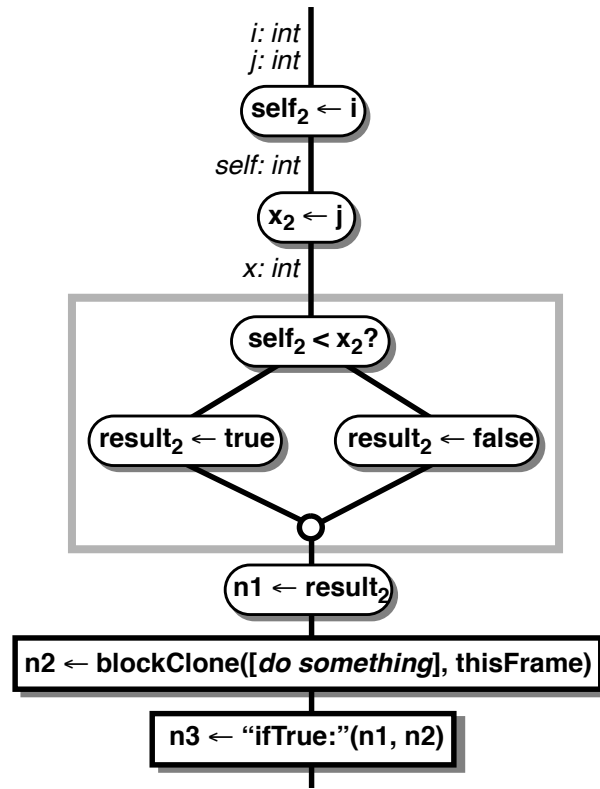 i: int
j: int
self₂ ← i
self: int
x₂ ← j
x: int
self₂ < x₂?
result₂ ← true
result₂ ← false
n1 ← result₂
n2 ← blockClone([do something], thisFrame)
n3 ← “ifTrue:”(n1, n2)